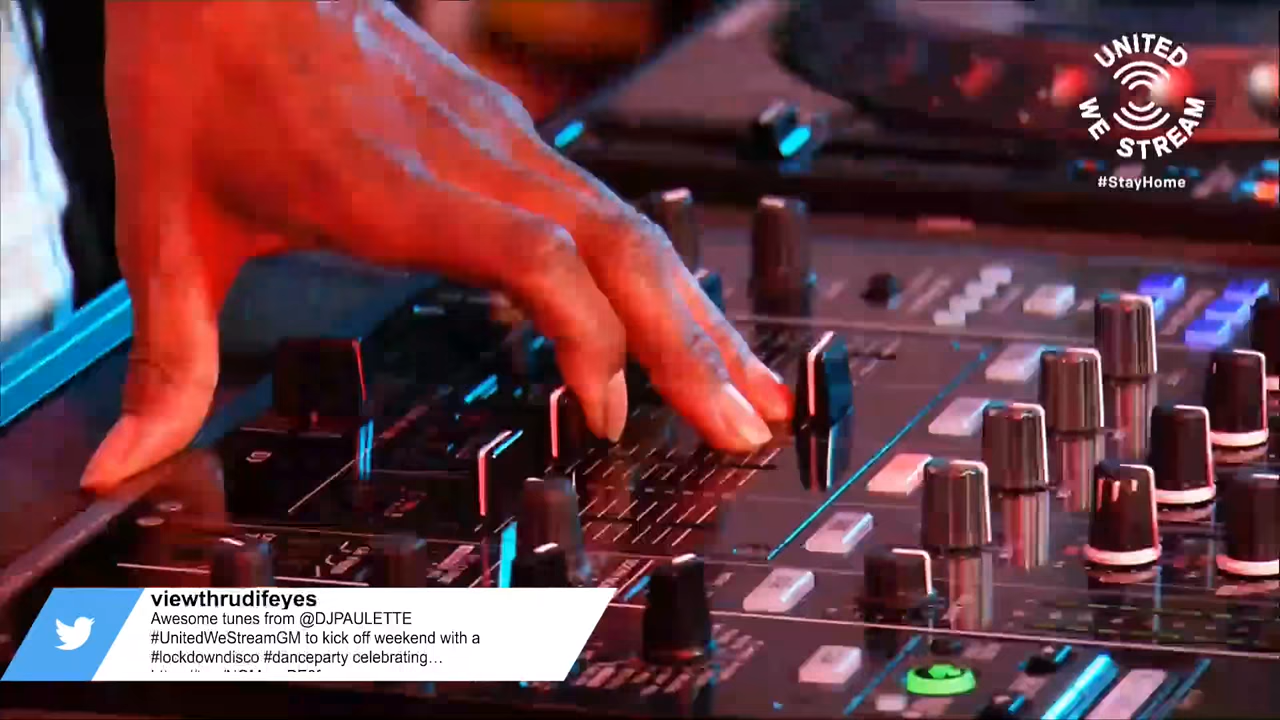 UNITED
WE STREAM
#StayHome
viewthrudifeyes
Awesome tunes from @DJPAULETTE
#UnitedWeStreamGM to kick off weekend with a
#lockdowndisco #danceparty celebrating…